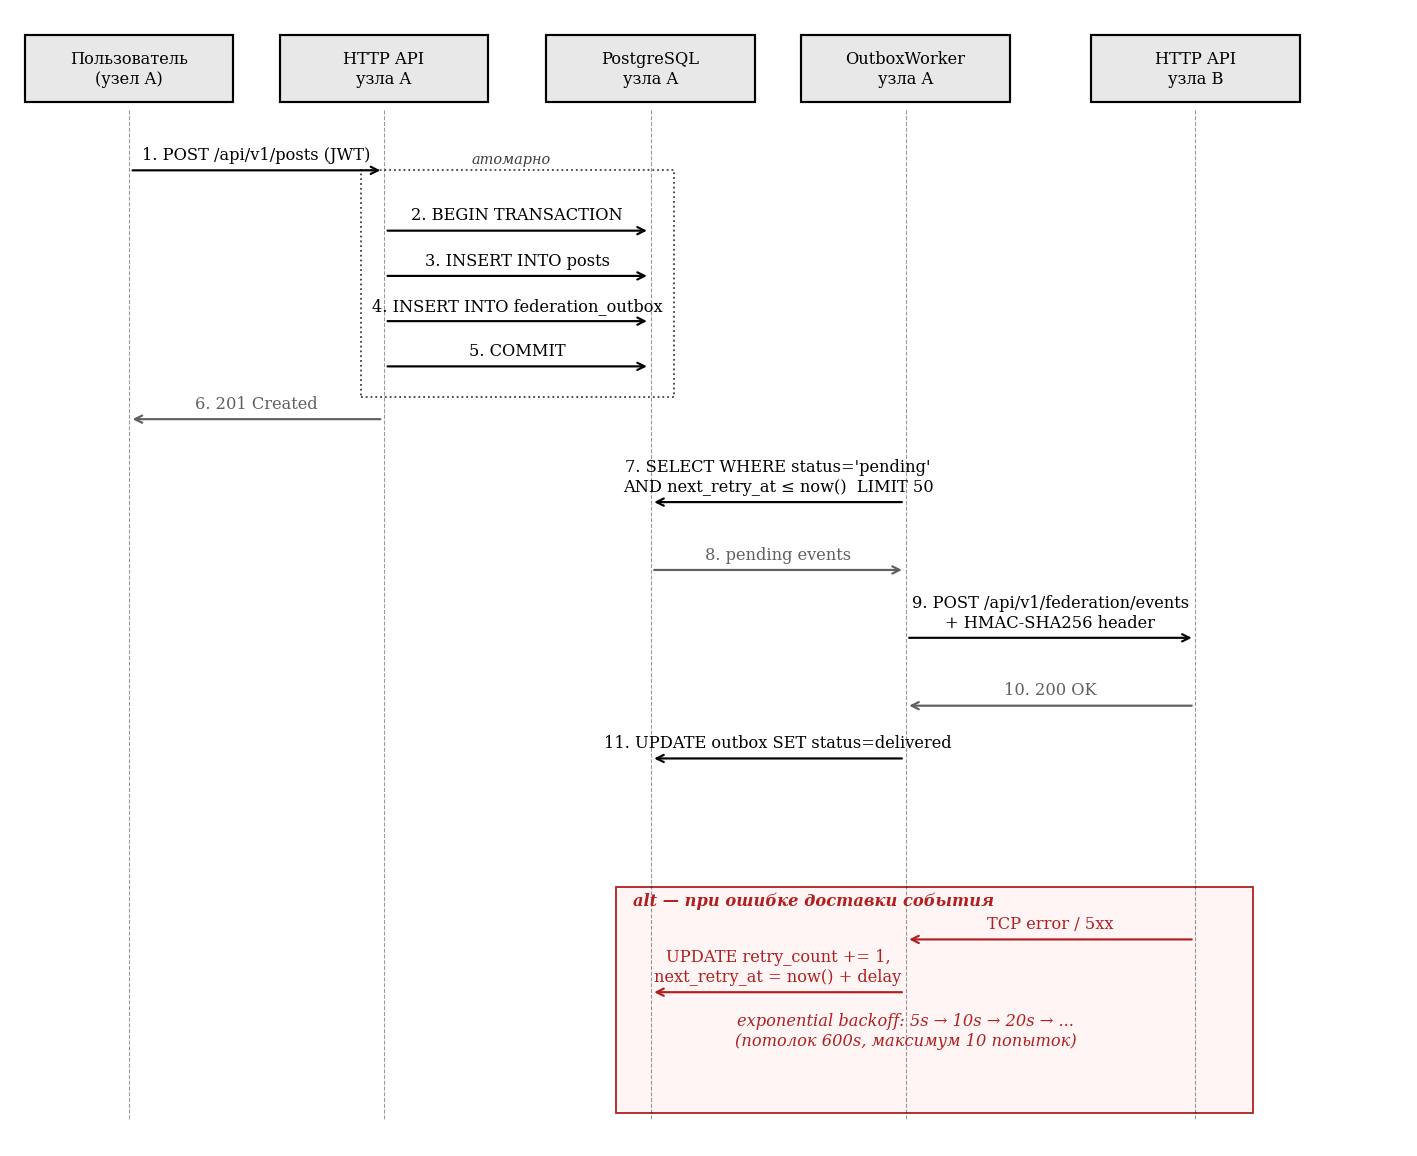 Пользователь
(узел A)
HTTP API
узла A
PostgreSQL
узла A
OutboxWorker
узла A
HTTP API
узла B
1. POST /api/v1/posts (JWT)
атомарно
2. BEGIN TRANSACTION
3. INSERT INTO posts
4. INSERT INTO federation_outbox
5. COMMIT
6. 201 Created
7. SELECT WHERE status='pending'
AND next_retry_at ≤ now()  LIMIT 50
8. pending events
9. POST /api/v1/federation/events
+ HMAC-SHA256 header
10. 200 OK
11. UPDATE outbox SET status=delivered
alt — при ошибке доставки события
TCP error / 5xx
UPDATE retry_count += 1,
next_retry_at = now() + delay
exponential backoff: 5s → 10s → 20s → ...
(потолок 600s, максимум 10 попыток)